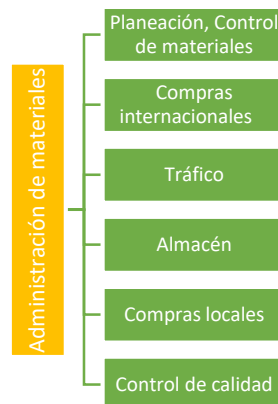 Administración de materiales
Planeación, Control
de materiales
Compras
internacionales
Tráfico
Almacén
Compras locales
Control de calidad